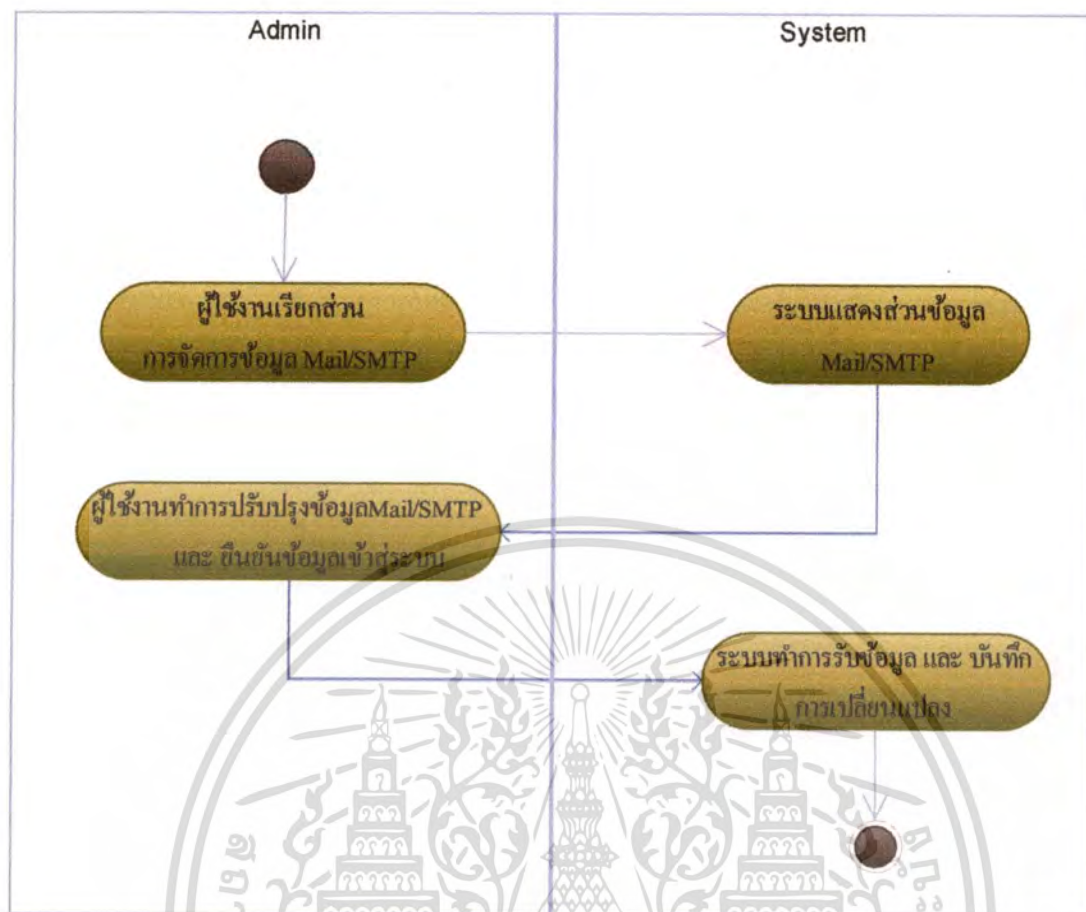 Admin
System
ผู้ใช้งานเรียกส่วน
การจัดการข้อมูล Mail/SMTP
ระบบแสดงส่วนข้อมูล
Mail/SMTP
ผู้ใช้งานทำการปรับปรุงข้อมูลMail/SMTP
และ ยืนยันข้อมูลเข้าสู่ระบบ
ระบบทำการรับข้อมูล และ บันทึก
การเปลี่ยนแปลง